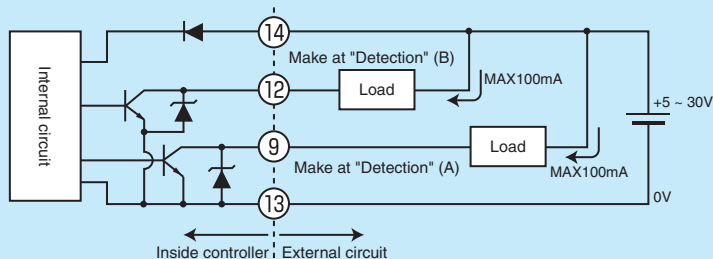 Internal circuit
14
Make at "Detection" (B)
MAX100mA
12
Load
+5 ~ 30V
9
Load
Make at "Detection" (A)
MAX100mA
13
0V
Inside controller
External circuit